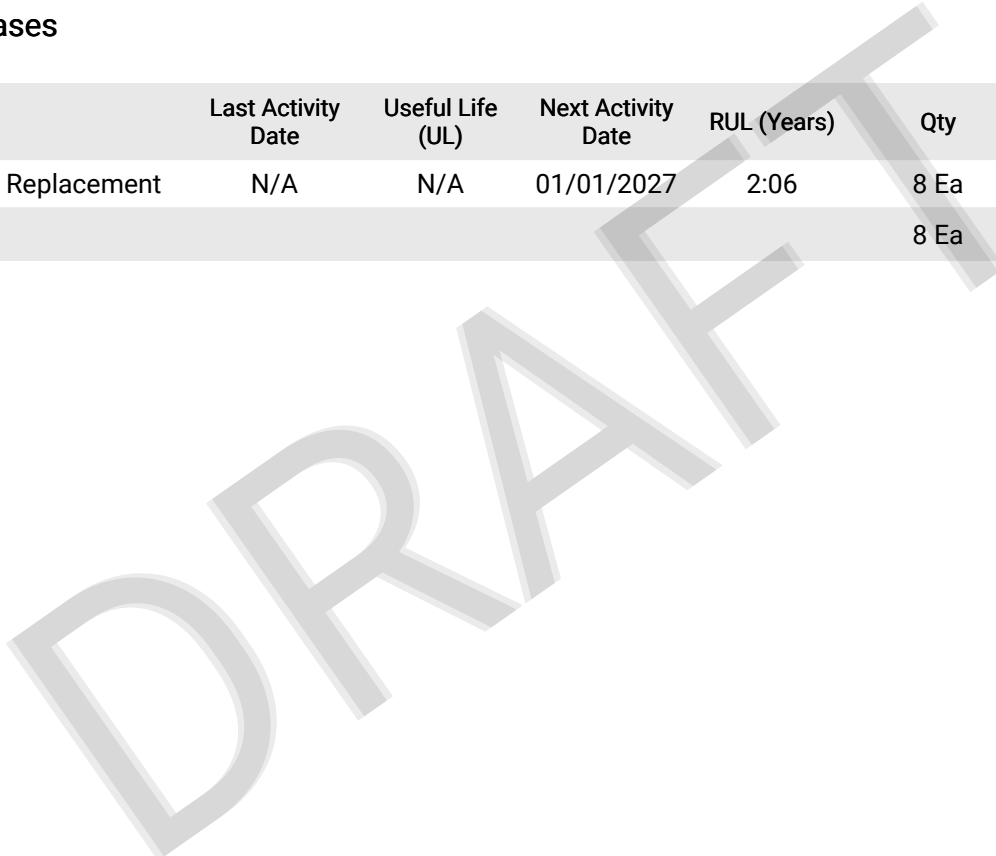 ases
Last Activity Date Useful Life (UL) Next Activity Date RUL (Years) Qty
Replacement N/A N/A 01/01/2027 2:06 8 Ea
8 Ea
DRAFT